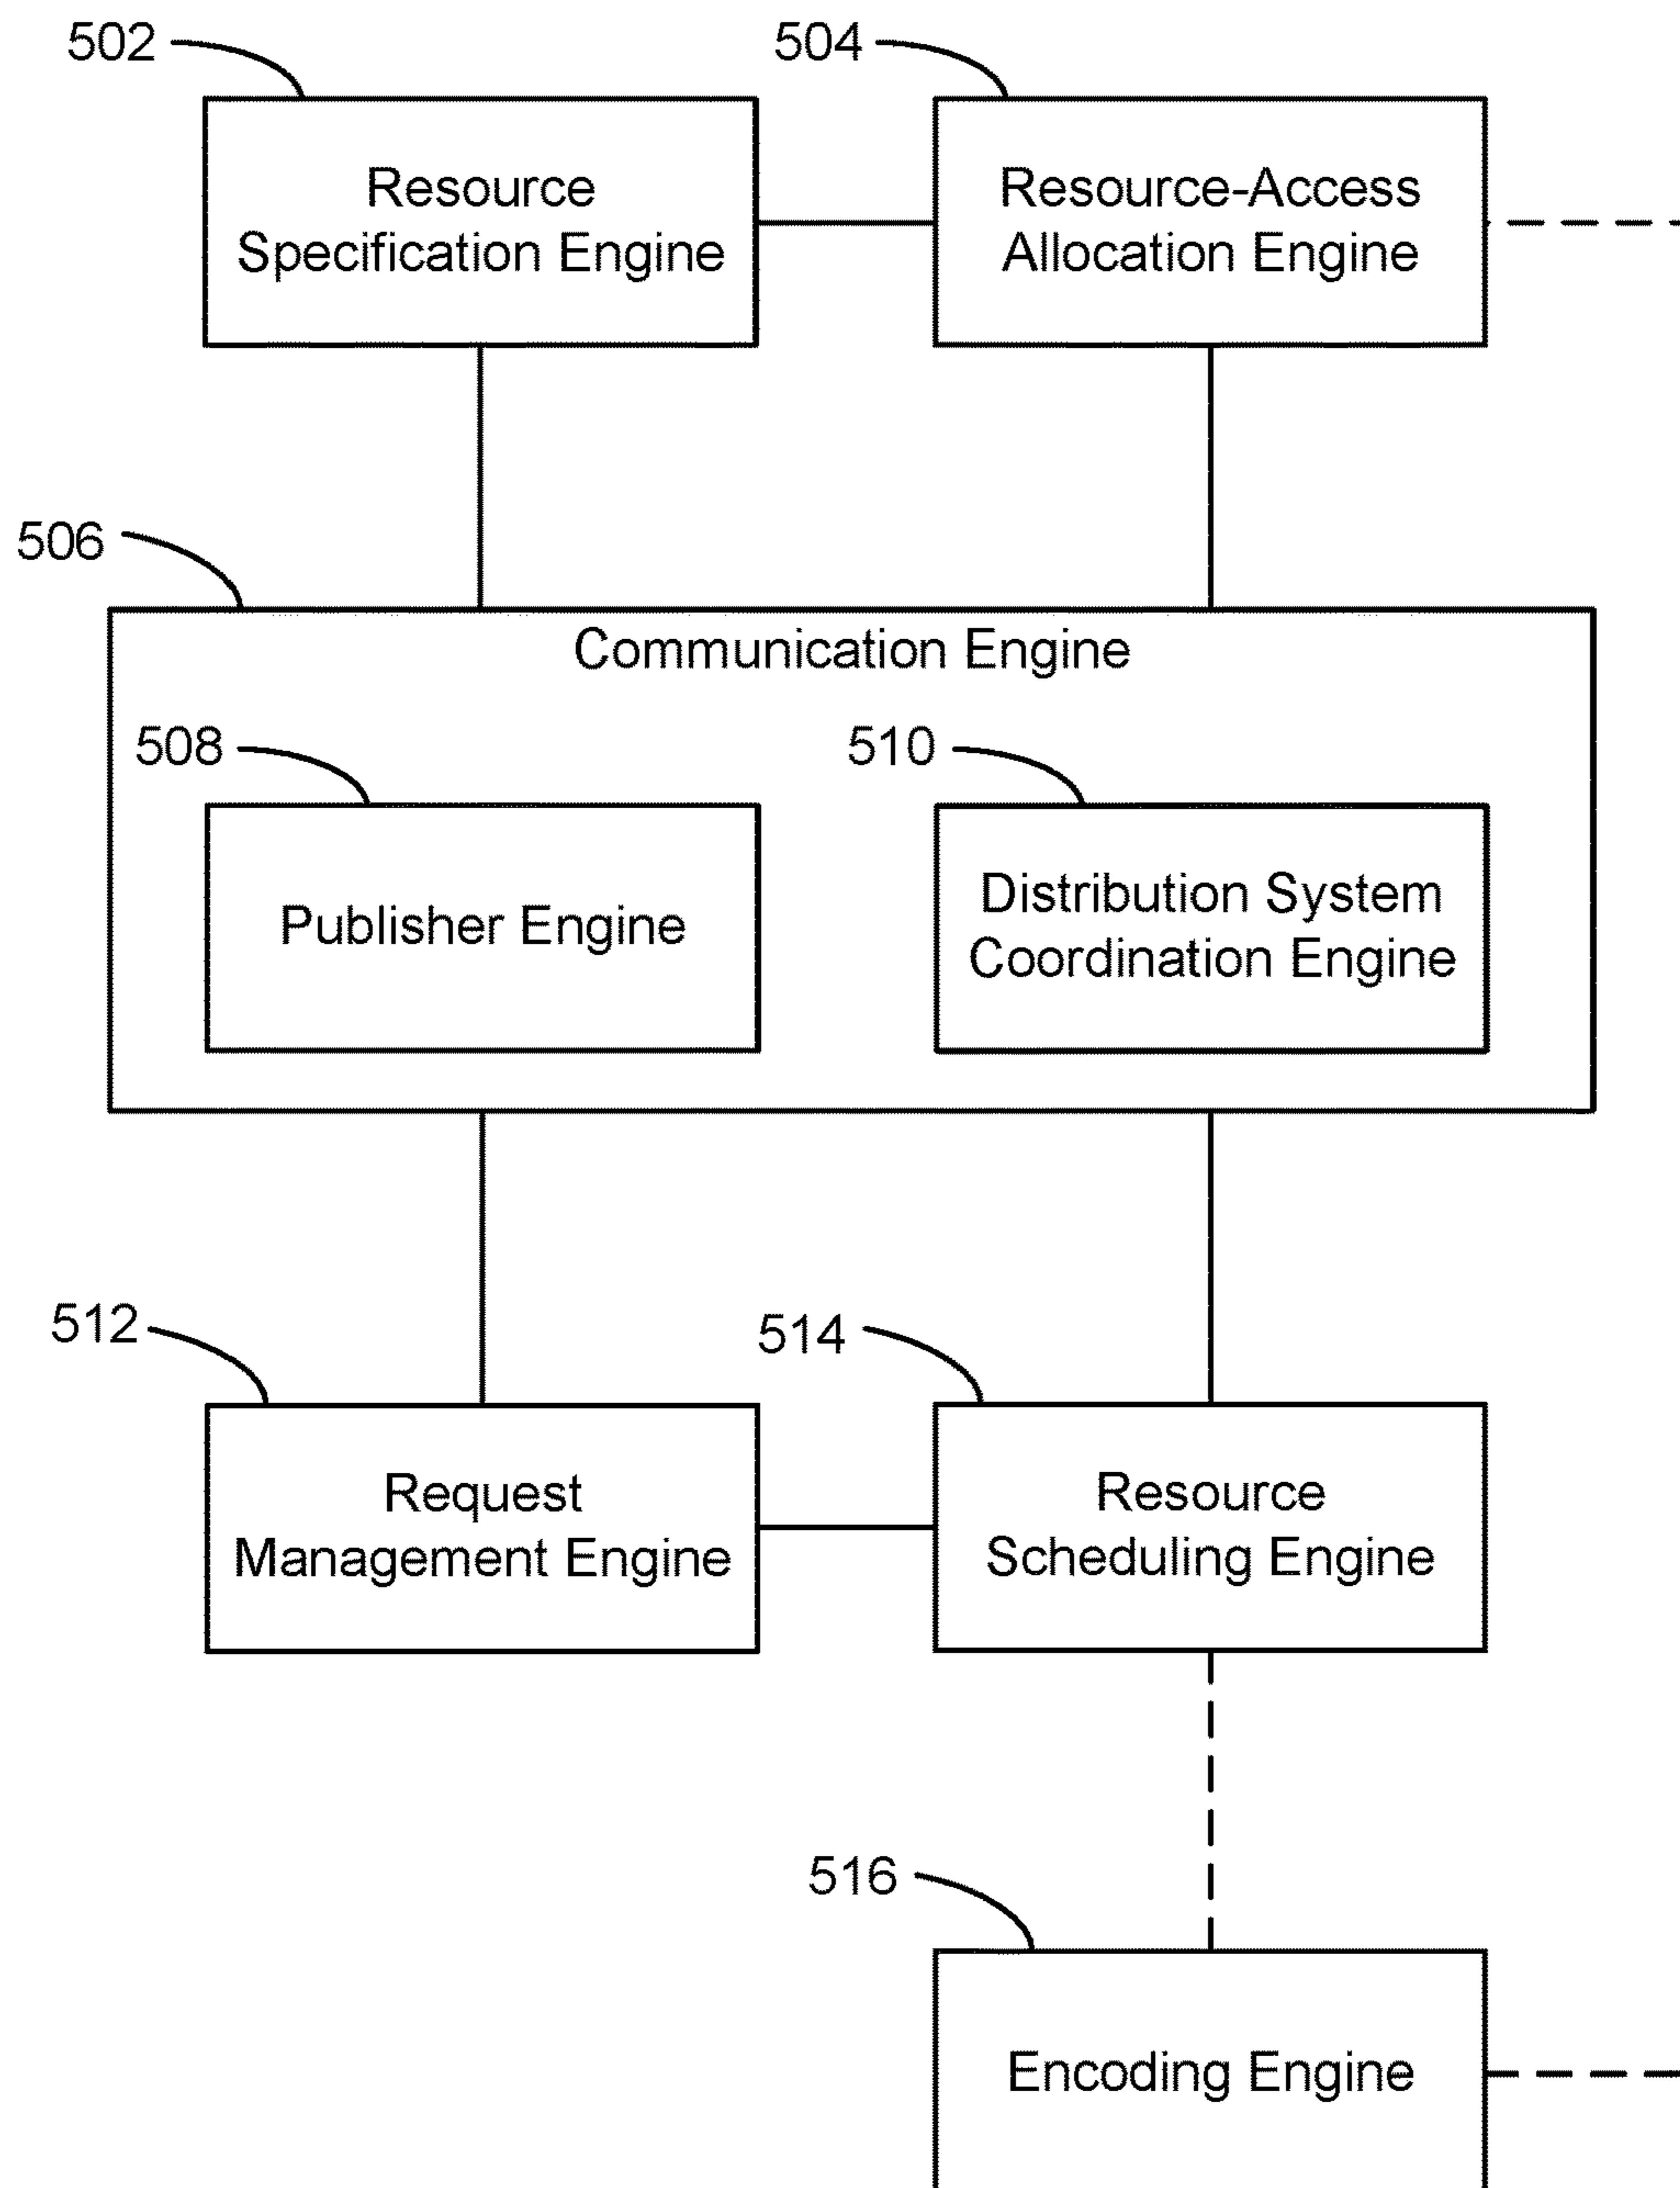 502
504
Resource
Specification Engine
Resource-Access
Allocation Engine
506
Communication Engine
508
510
Publisher Engine
Distribution System
Coordination Engine
512
514
Request
Management Engine
Resource
Scheduling Engine
516
Encoding Engine